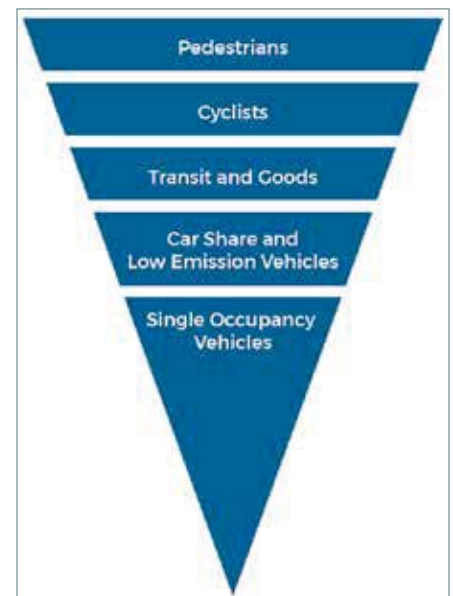 Pedestrians
Cyclists
Transit and Goods
Car Share and
Low Emission Vehicles
Single Occupancy
Vehicles